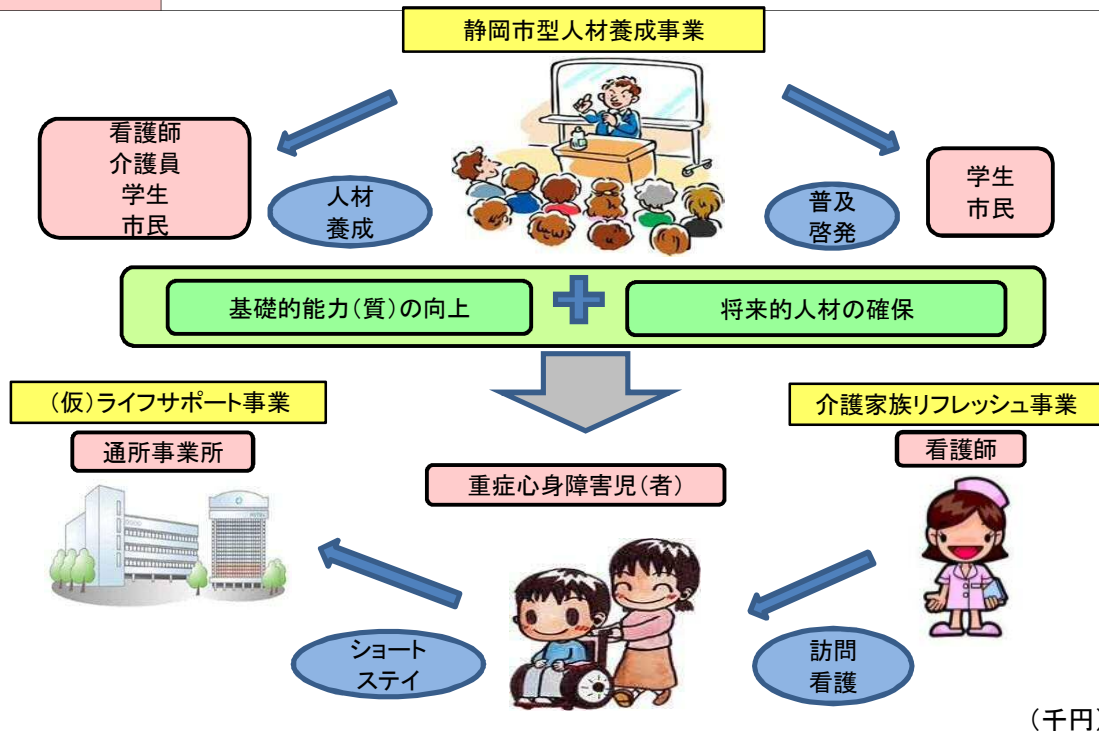 静岡市型人材養成事業
看護師
介護員
学生
市民
人材
養成
普及
啓発
学生
市民
基礎的能力(質)の向上
将来的人材の確保
(仮)ライフサポート事業
通所事業所
介護家族リフレッシュ事業
看護師
重症心身障害児(者)
ショート
ステイ
訪問
看護
(千円)